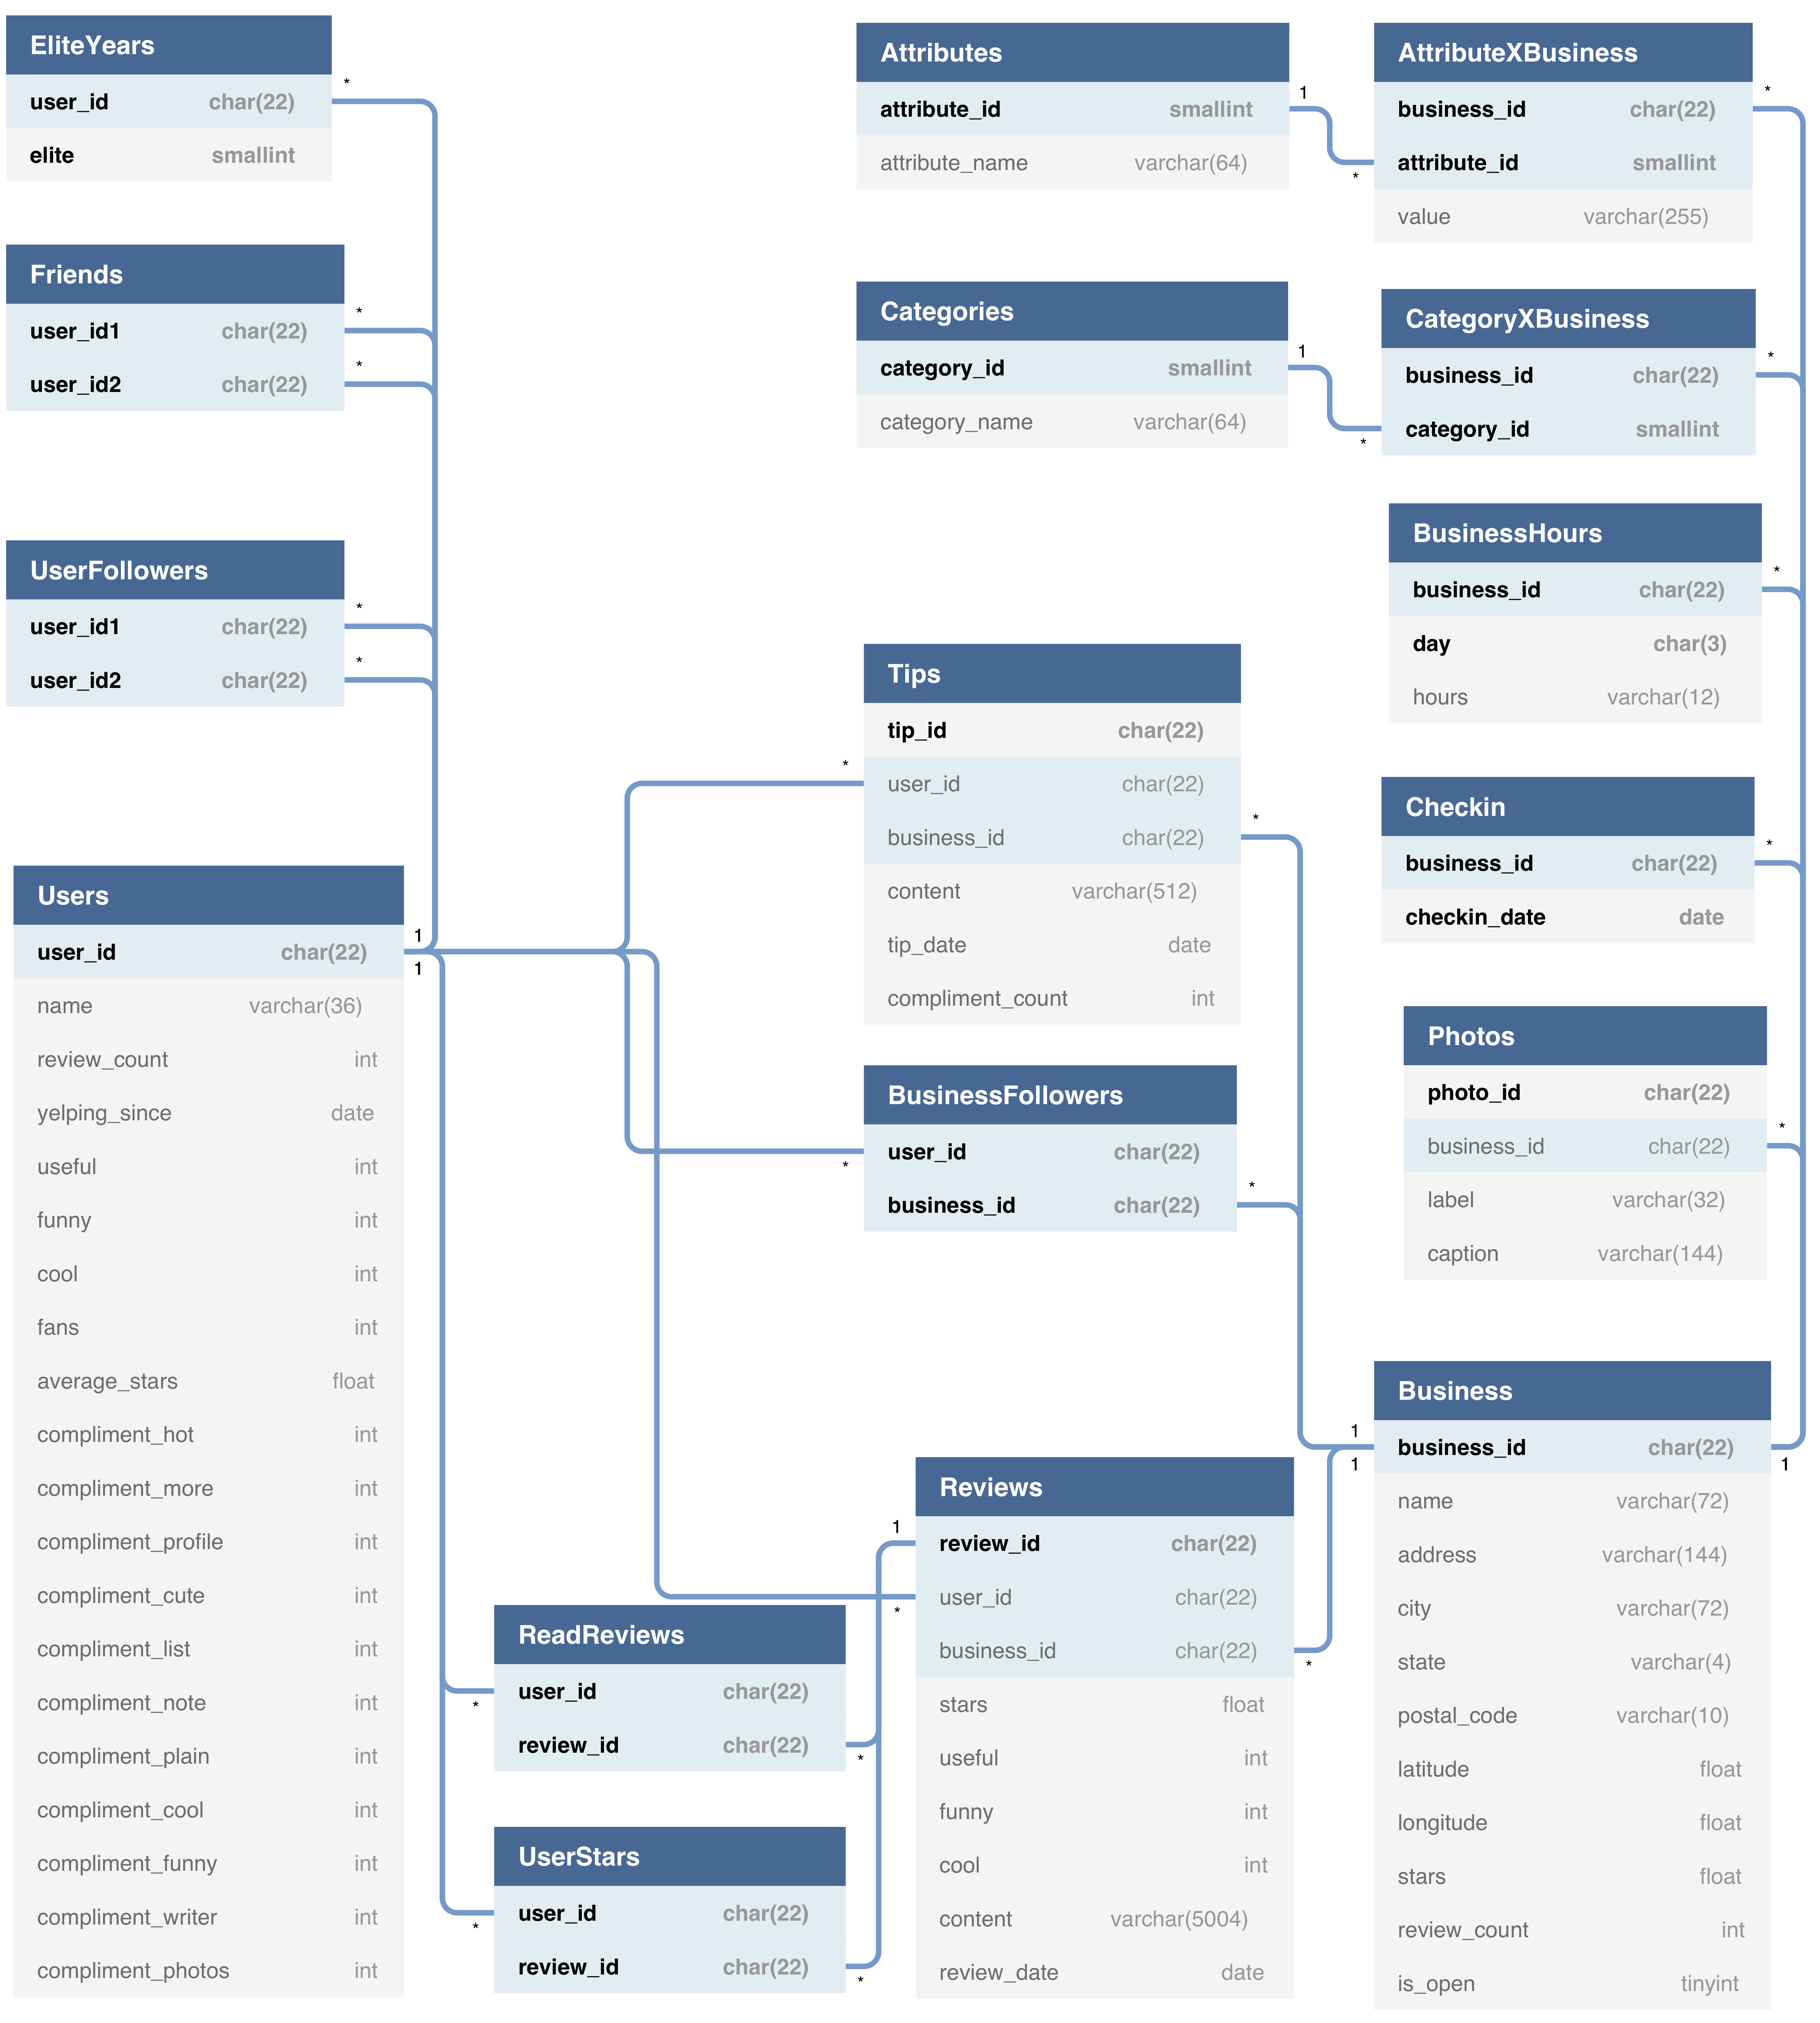 EliteYears
user_id char(22)
elite smallint
*
Friends
user_id1 char(22)
user_id2 char(22)
*
*
UserFollowers
user_id1 char(22)
user_id2 char(22)
*
*
Users
user_id char(22)
name varchar(36)
review_count int
yelping_since date
useful int
funny int
cool int
fans int
average_stars float
compliment_hot int
compliment_more int
compliment_profile int
compliment_cute int
compliment_list int
compliment_note int
compliment_plain int
compliment_cool int
compliment_funny int
compliment_writer int
compliment_photos int
1
1
ReadReviews
user_id char(22)
review_id char(22)
*
*
UserStars
user_id char(22)
review_id char(22)
*
*
Attributes
attribute_id smallint
attribute_name varchar(64)
1
*
Categories
category_id smallint
category_name varchar(64)
1
*
Tips
tip_id char(22)
user_id char(22)
business_id char(22)
content varchar(512)
tip_date date
compliment_count int
*
*
BusinessFollowers
user_id char(22)
business_id char(22)
*
*
Reviews
review_id char(22)
user_id char(22)
business_id char(22)
stars float
useful int
funny int
cool int
content varchar(5004)
review_date date
1
*
*
AttributeXBusiness
business_id char(22)
attribute_id smallint
value varchar(255)
*
CategoryXBusiness
business_id char(22)
category_id smallint
*
BusinessHours
business_id char(22)
day char(3)
hours varchar(12)
*
Checkin
business_id char(22)
checkin_date date
*
Photos
photo_id char(22)
business_id char(22)
label varchar(32)
caption varchar(144)
*
Business
business_id char(22)
name varchar(72)
address varchar(144)
city varchar(72)
state varchar(4)
postal_code varchar(10)
latitude float
longitude float
stars float
review_count int
is_open tinyint
1
1
1